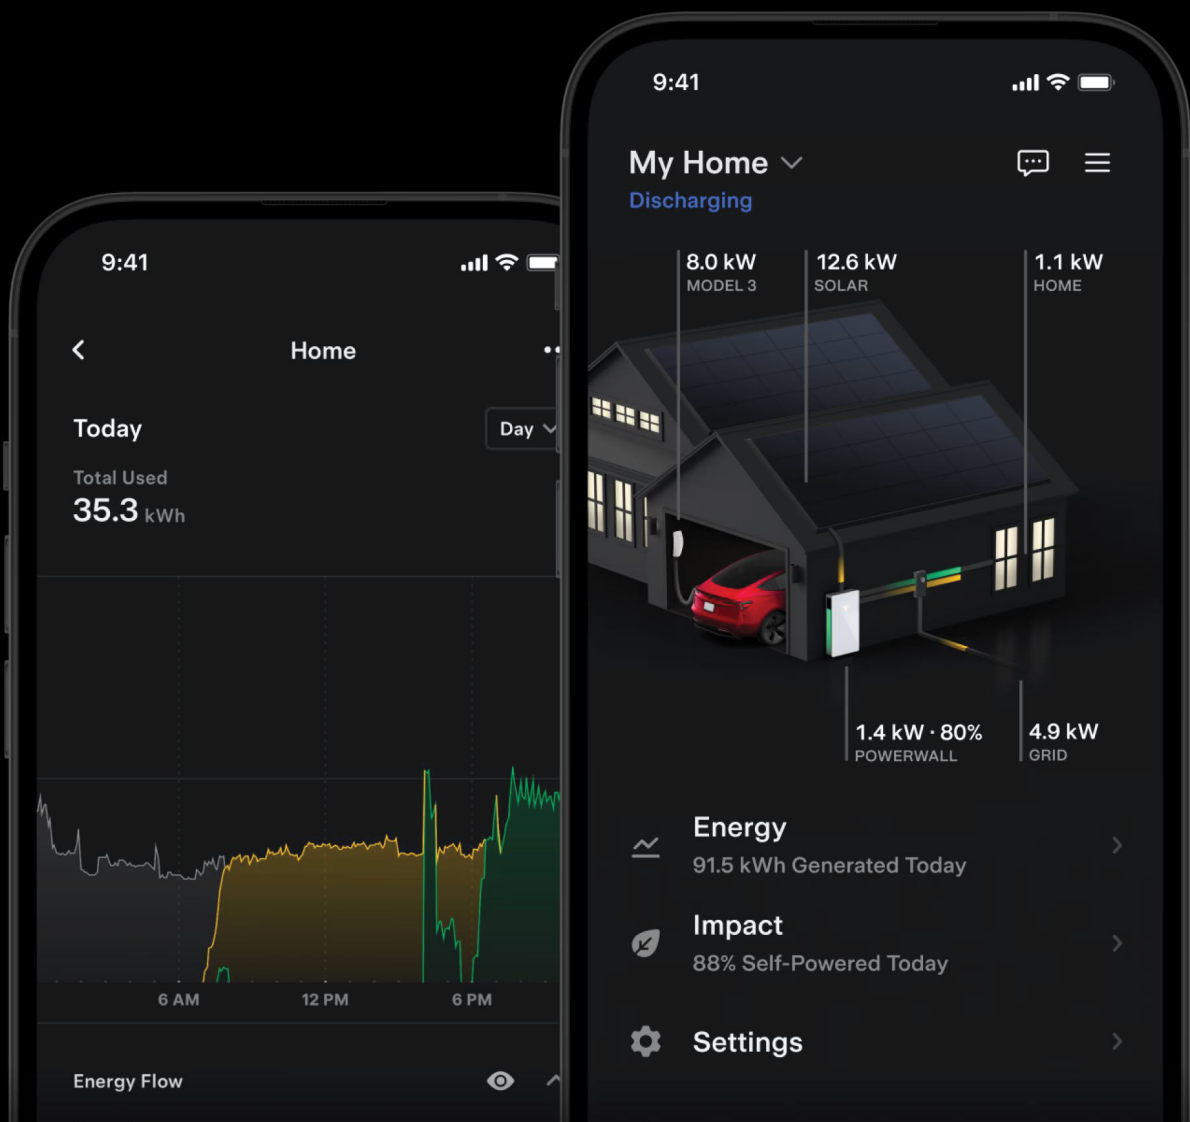 9:41
Home
Today
Day
Total Used
35.3 kWh
6 AM 12 PM 6 PM
Energy Flow
9:41
My Home
Discharging
8.0 kW
MODEL 3
12.6 kW
SOLAR
1.1 kW
HOME
1.4 kW · 80%
POWERWALL
4.9 kW
GRID
Energy
91.5 kWh Generated Today
Impact
88% Self-Powered Today
Settings